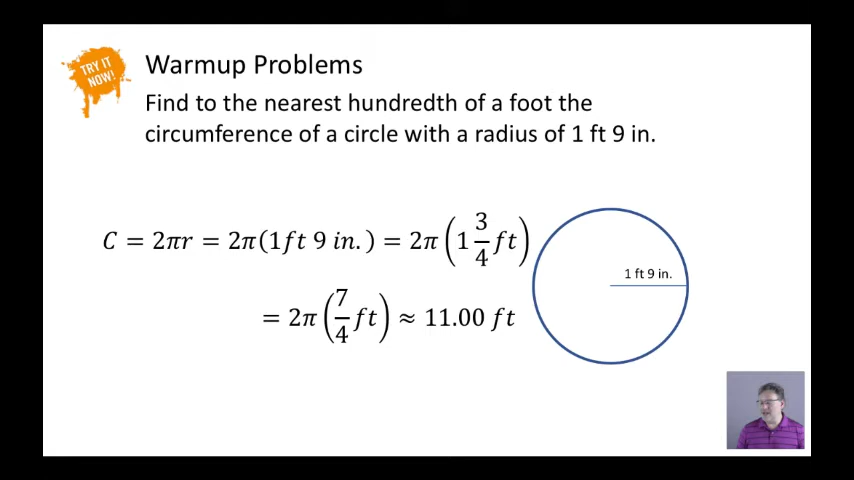 TRY IT
NOW!
Warmup Problems
Find to the nearest hundredth of a foot the
circumference of a circle with a radius of 1 ft 9 in.
C = 2πr = 2π(1ft 9 in.) = 2π(1 3/4 ft)
1 ft 9 in.
= 2π(7/4 ft) ≈ 11.00 ft